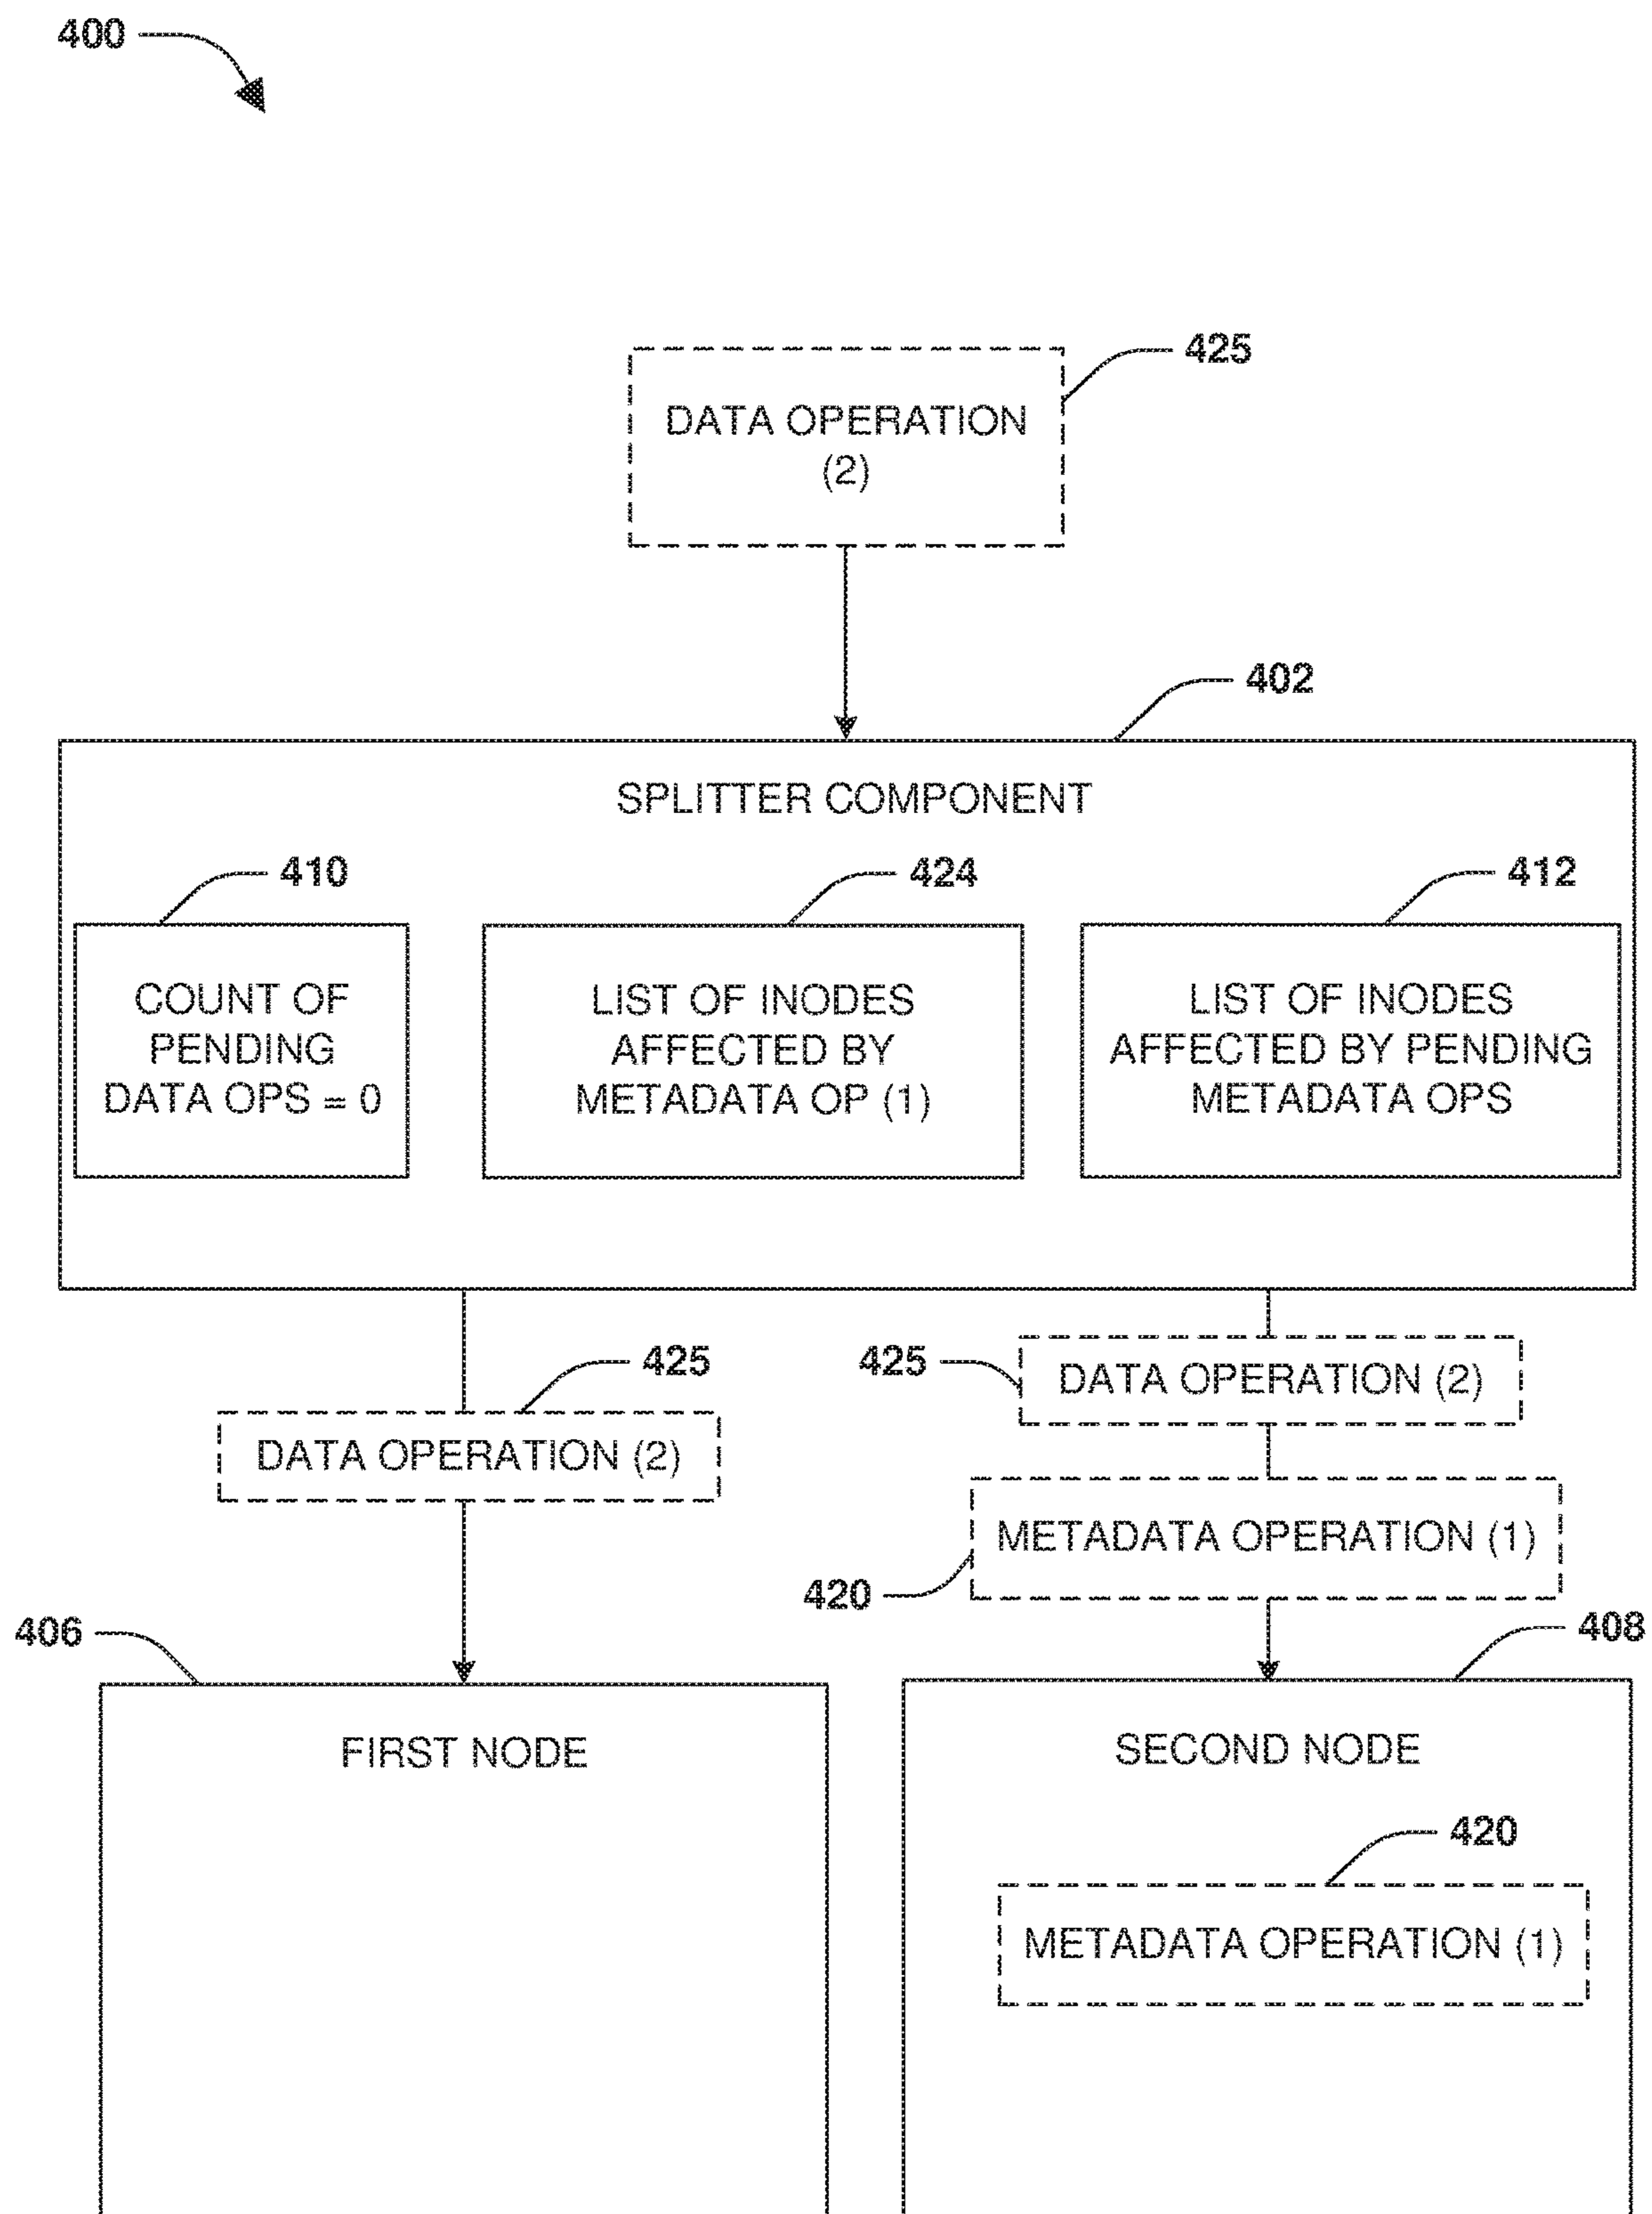 400
425
DATA OPERATION
(2)
402
SPLITTER COMPONENT
410
424
412
COUNT OF
PENDING
DATA OPS = 0
LIST OF INODES
AFFECTED BY
METADATA OP (1)
LIST OF INODES
AFFECTED BY PENDING
METADATA OPS
425
DATA OPERATION (2)
425
DATA OPERATION (2)
METADATA OPERATION (1)
420
406
408
FIRST NODE
SECOND NODE
420
METADATA OPERATION (1)